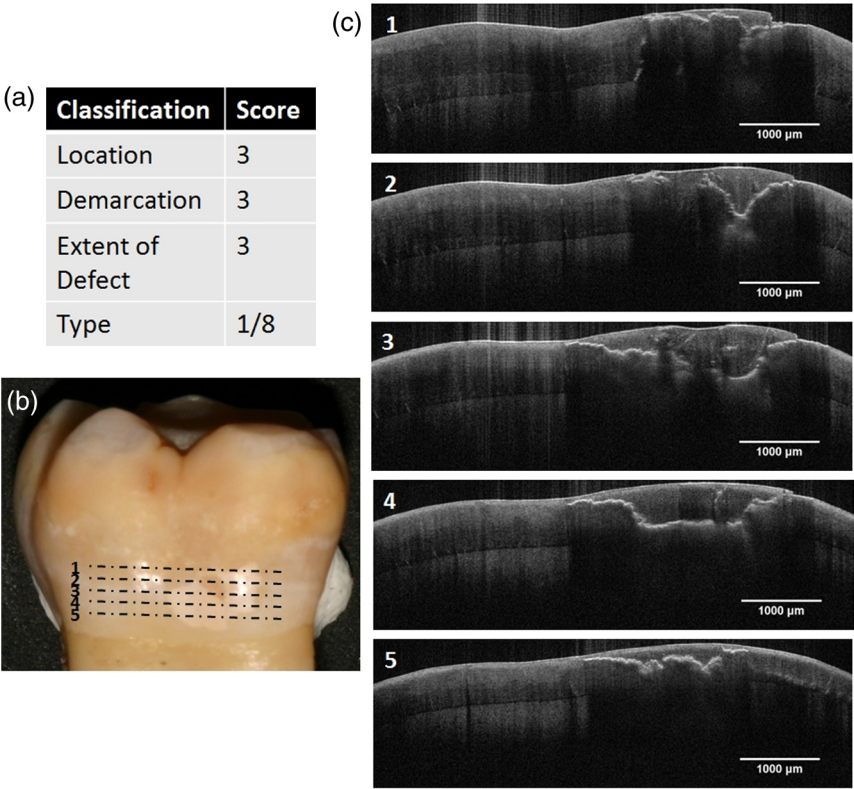 (a)
Classification Score
Location 3
Demarcation 3
Extent of 3
Defect
Type 1/8
(b)
1
2
3
4
5
(c)
1
1000 µm
2
1000 µm
3
1000 µm
4
1000 µm
5
1000 µm